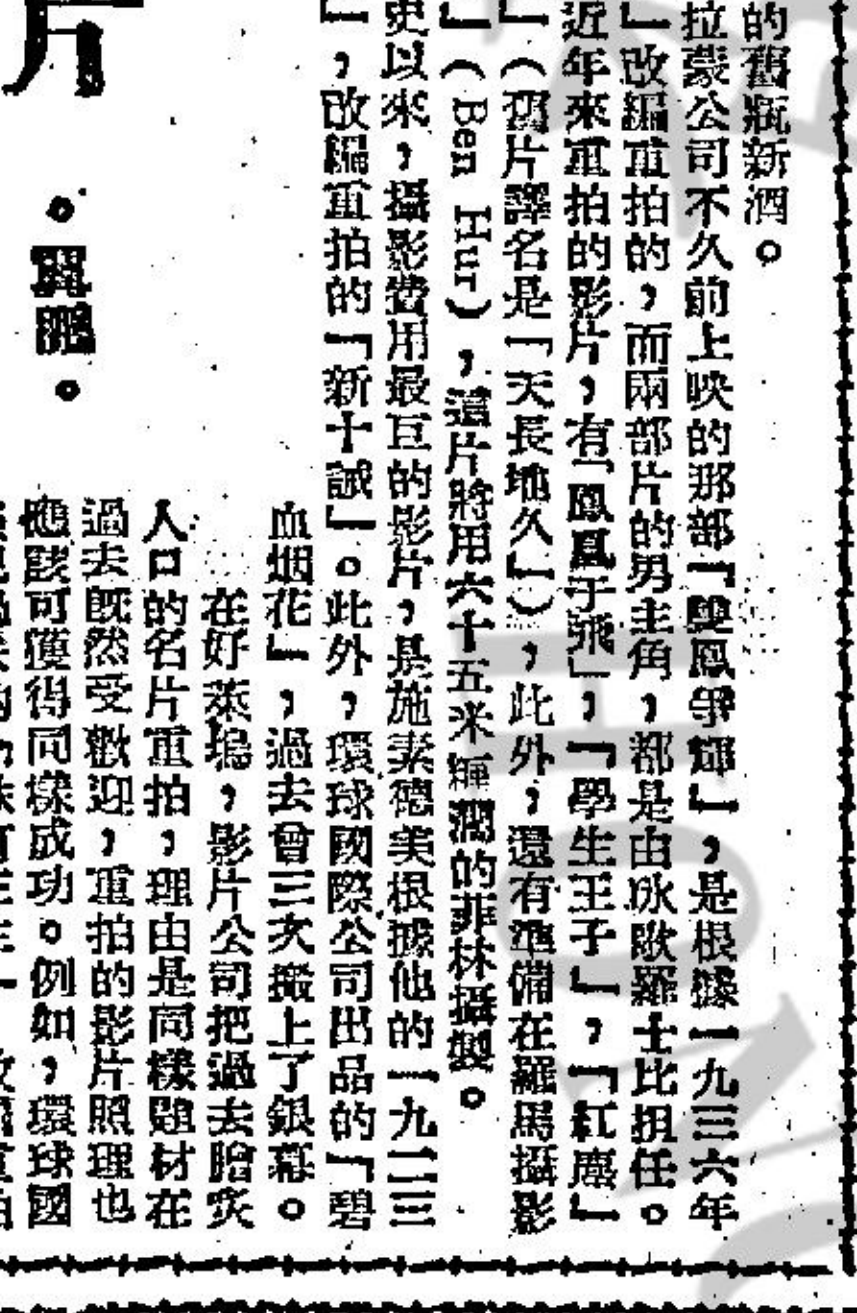 的舊瓶新酒。
拉蒙公司不久前上映的那部「雙鳳爭輝」,是根據一九三六年
」改編重拍的,而兩部片的男主角,都是由冰歌羅士比担任。
近年來重拍的影片,有「鳳凰于飛」,「學生王子」,「紅塵」
(舊片譯名是「天長地久」),此外,還有準備在羅馬攝影
」(Ben Hur),這片將用六十五米糎濶的菲林攝製。
史以來,攝影費用最巨的影片,是施素德美根據他的一九二三
」,改編重拍的「新十誡」。此外,環球國際公司出品的「碧
血烟花」,過去曾三次搬上了銀幕。
在好萊塢,影片公司把過去膾炙
人口的名片重拍,理由是同樣題材在
過去既然受歡迎,重拍的影片照理也
應該可獲得同樣成功。例如,環球國
片